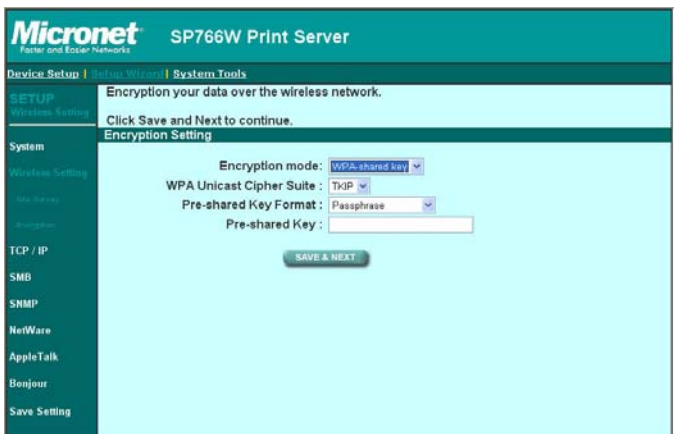 Micronet
Faster and Easier Networks
SP766W Print Server
Device Setup | Setup Wizard | System Tools
SETUP
Wireless Setting
System
Wireless Setting
Site Survey
Encryption
TCP / IP
SMB
SNMP
NetWare
AppleTalk
Bonjour
Save Setting
Encryption your data over the wireless network.
Click Save and Next to continue.
Encryption Setting
Encryption mode: WPA-shared key
WPA Unicast Cipher Suite : TKIP
Pre-shared Key Format : Passphrase
Pre-shared Key :
SAVE & NEXT